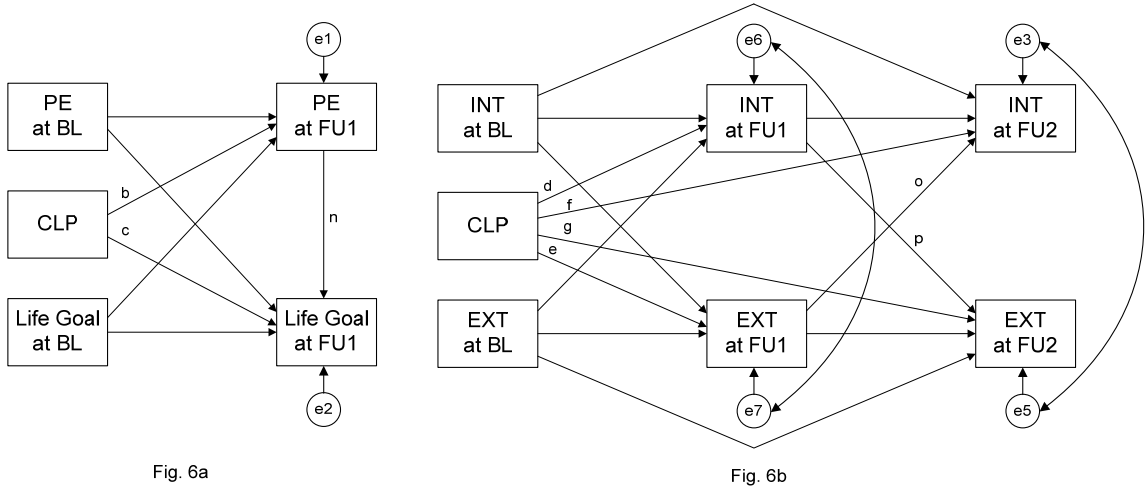 e1
PE
at BL
PE
at FU1
b
CLP
c
n
Life Goal
at BL
Life Goal
at FU1
e2
Fig. 6a
e6
e3
INT
at BL
INT
at FU1
INT
at FU2
d
f
g
e
CLP
o
p
EXT
at BL
EXT
at FU1
EXT
at FU2
e7
e5
Fig. 6b